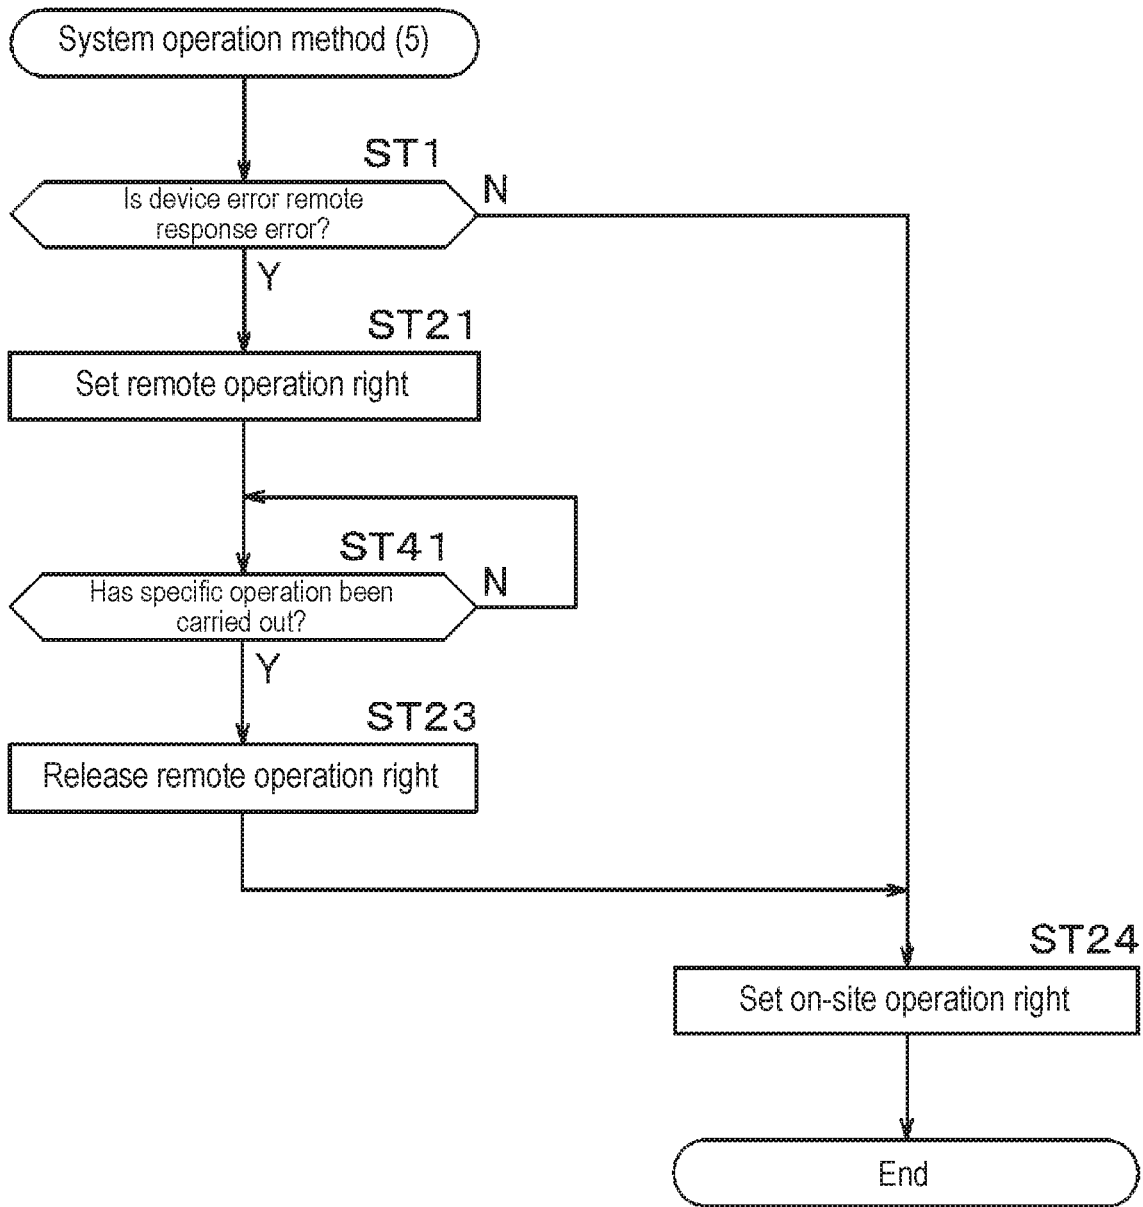 System operation method (5)
ST1
Is device error remote
response error?
N
Y
ST21
Set remote operation right
ST41
Has specific operation been
carried out?
N
Y
ST23
Release remote operation right
ST24
Set on-site operation right
End